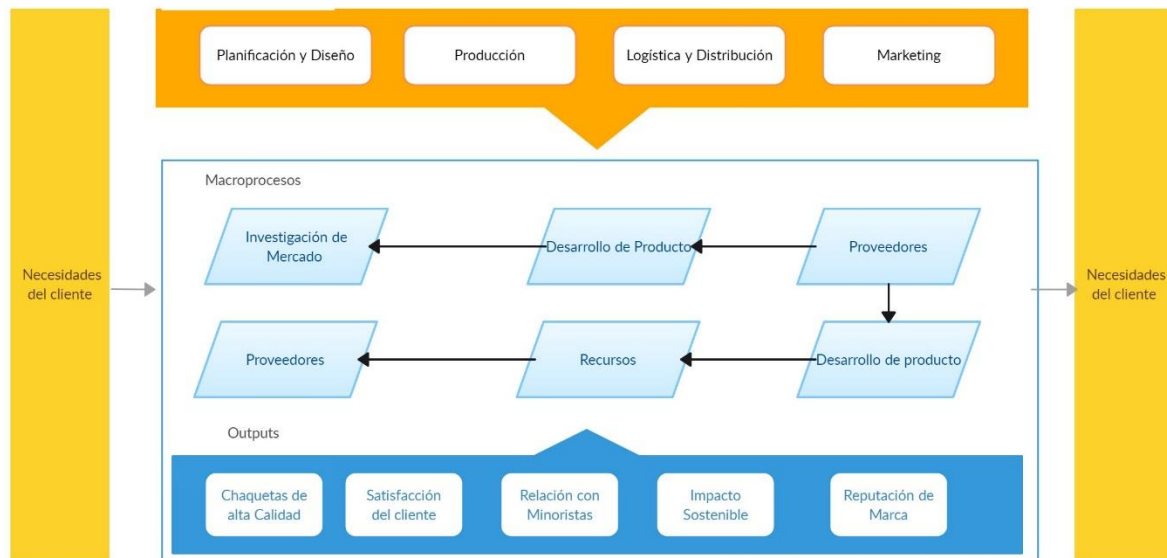 Planificación y Diseño
Producción
Logística y Distribución
Marketing
Necesidades
del cliente
Macroprocesos
Investigación de
Mercado
Desarrollo de Producto
Proveedores
Proveedores
Recursos
Desarrollo de producto
Necesidades
del cliente
Outputs
Chaquetas de
alta Calidad
Satisfacción
del cliente
Relación con
Minoristas
Impacto
Sostenible
Reputación de
Marca